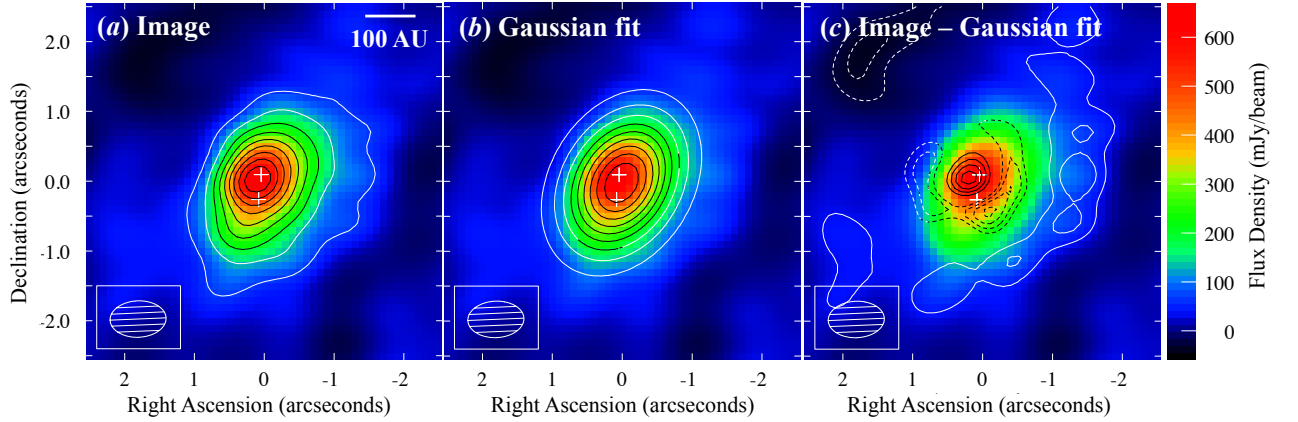 (a) Image
100 AU
(b) Gaussian fit
(c) Image – Gaussian fit
2.0
1.0
0.0
-1.0
-2.0
Declination (arcseconds)
2 1 0 -1 -2
2 1 0 -1 -2
2 1 0 -1 -2
Right Ascension (arcseconds)
Right Ascension (arcseconds)
Right Ascension (arcseconds)
600
500
400
300
200
100
0
Flux Density (mJy/beam)